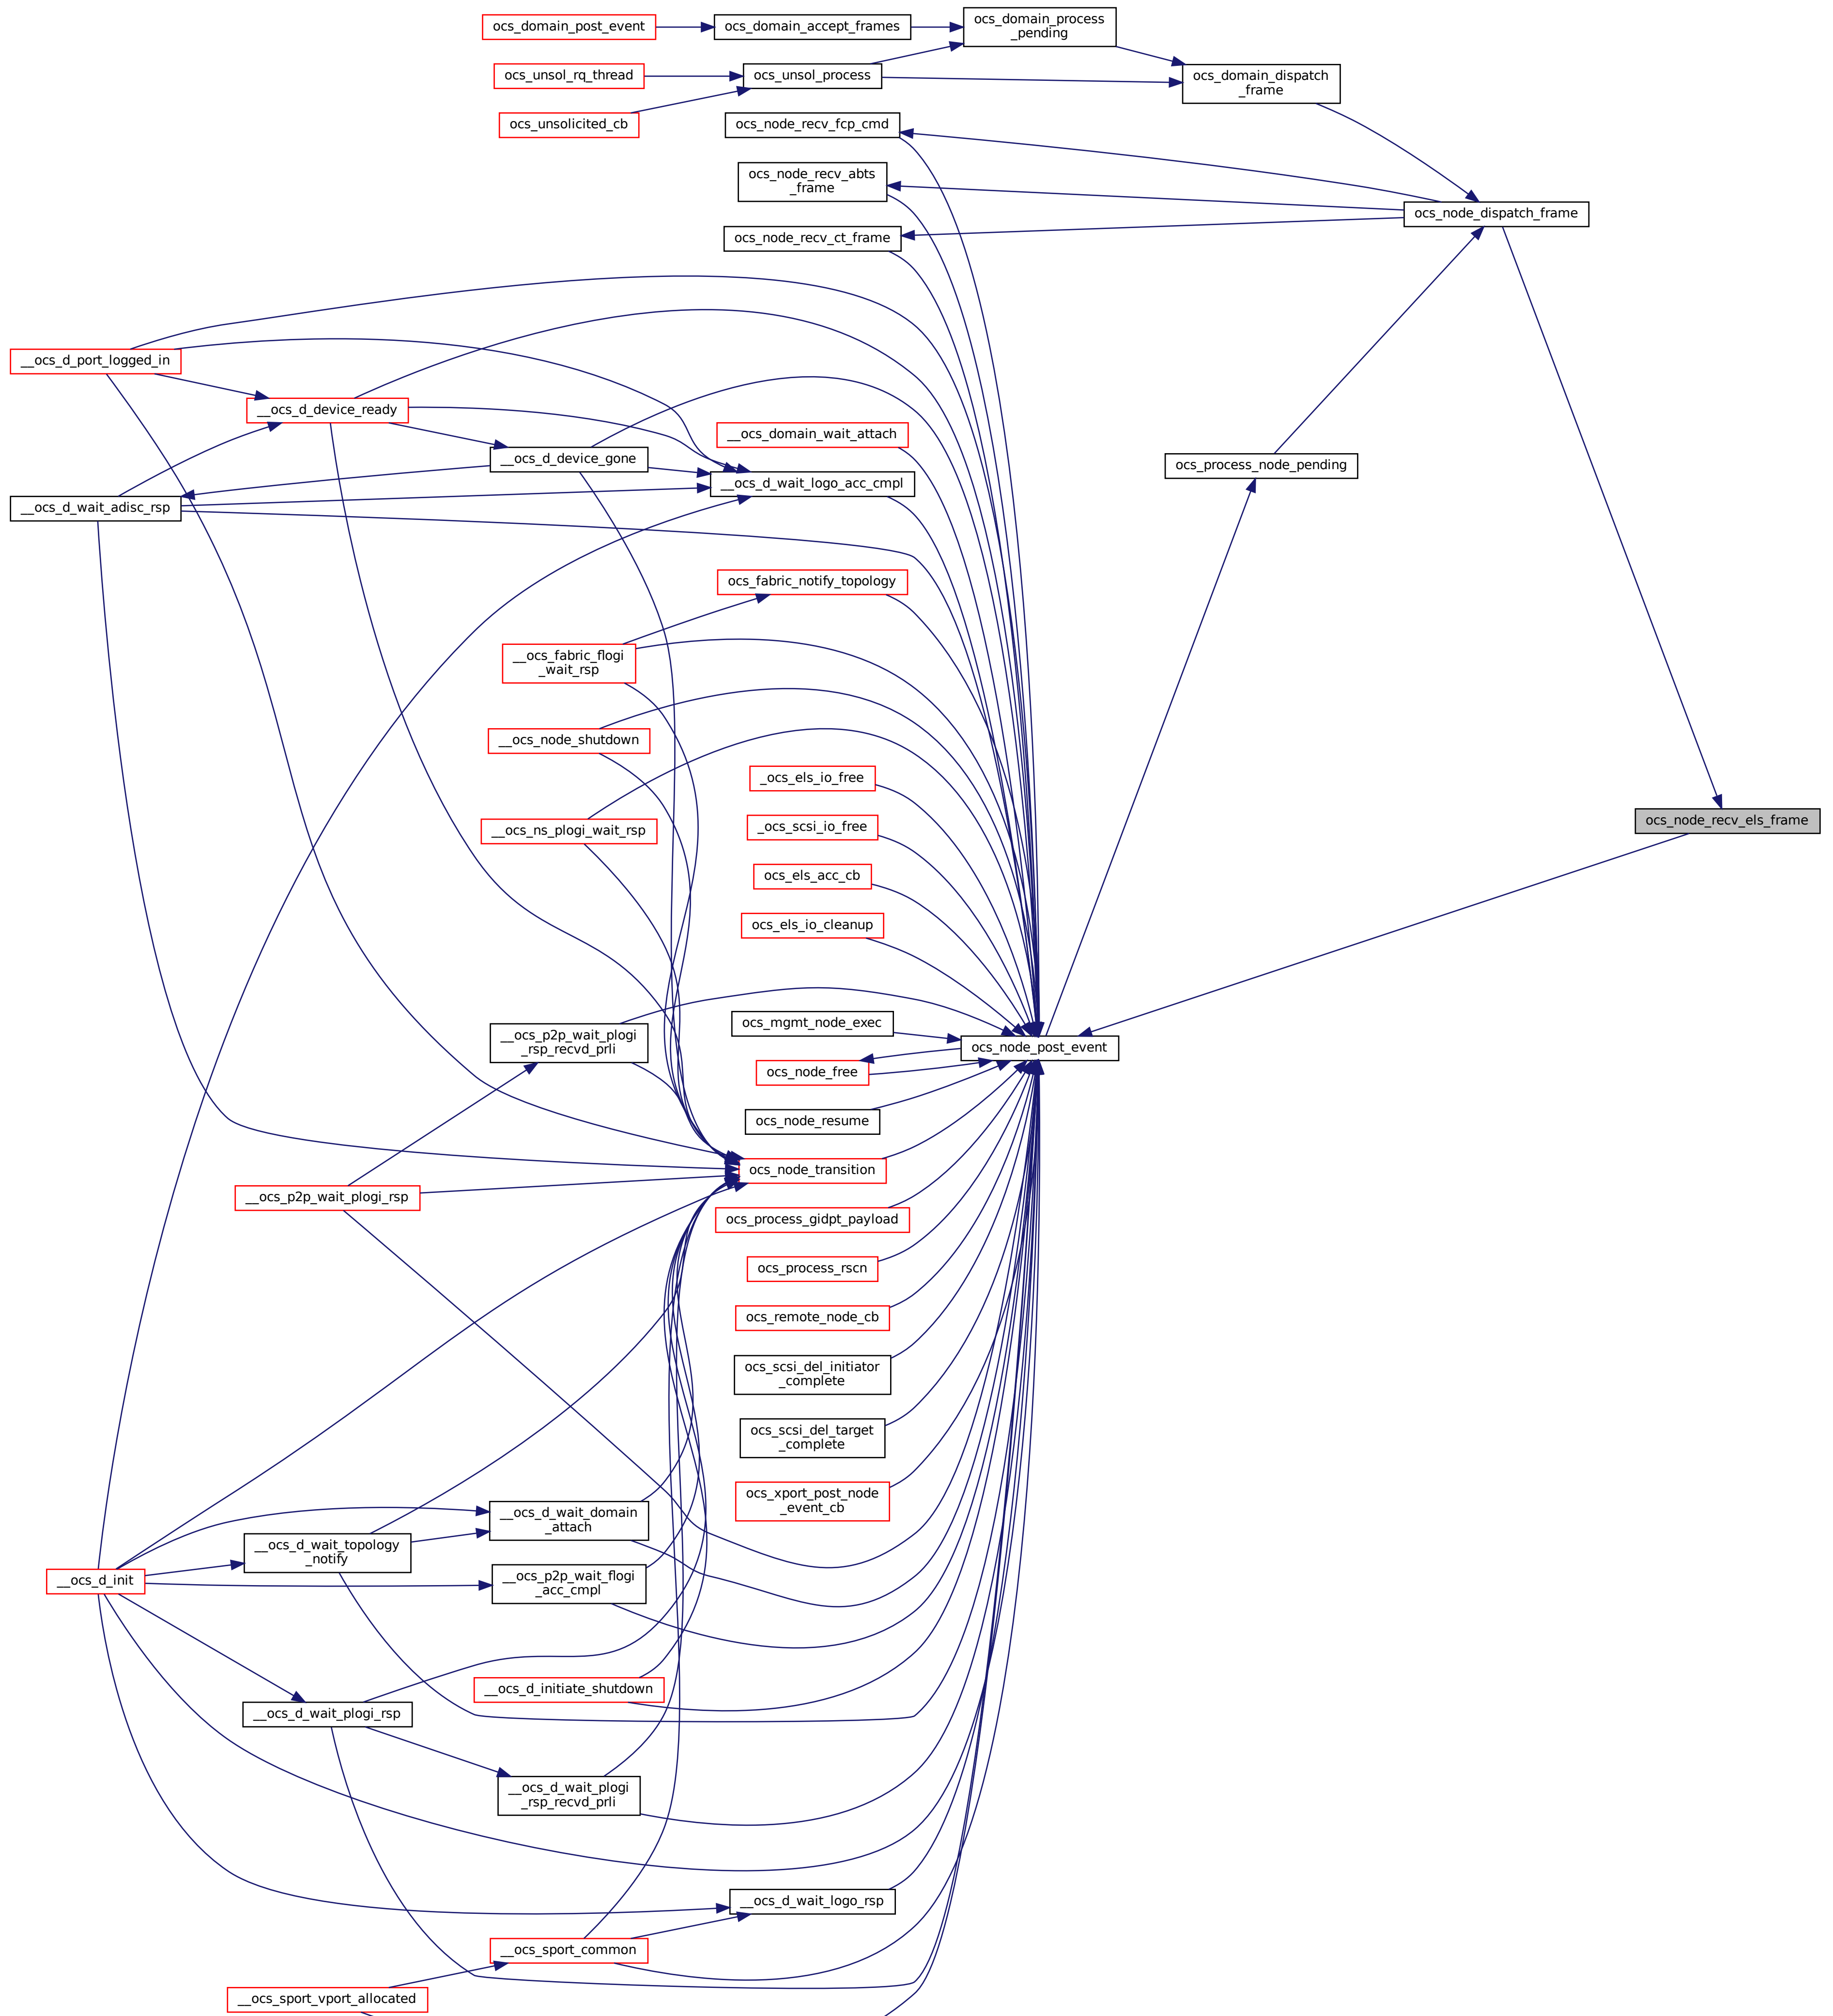 ocs_domain_post_event
ocs_domain_accept_frames
ocs_domain_process
_pending
ocs_unsol_rq_thread
ocs_unsol_process
ocs_domain_dispatch
_frame
ocs_unsolicited_cb
ocs_node_recv_fcp_cmd
ocs_node_recv_abts
_frame
ocs_node_dispatch_frame
ocs_node_recv_ct_frame
__ocs_d_port_logged_in
__ocs_d_device_ready
__ocs_domain_wait_attach
__ocs_d_device_gone
ocs_process_node_pending
__ocs_d_wait_logo_acc_cmpl
__ocs_d_wait_adisc_rsp
ocs_fabric_notify_topology
__ocs_fabric_flogi
_wait_rsp
__ocs_node_shutdown
_ocs_els_io_free
__ocs_ns_plogi_wait_rsp
_ocs_scsi_io_free
ocs_node_recv_els_frame
ocs_els_acc_cb
ocs_els_io_cleanup
ocs_mgmt_node_exec
__ocs_p2p_wait_plogi
_rsp_recvd_prli
ocs_node_post_event
ocs_node_free
ocs_node_resume
ocs_node_transition
__ocs_p2p_wait_plogi_rsp
ocs_process_gidpt_payload
ocs_process_rscn
ocs_remote_node_cb
ocs_scsi_del_initiator
_complete
ocs_scsi_del_target
_complete
ocs_xport_post_node
_event_cb
__ocs_d_wait_domain
_attach
__ocs_d_wait_topology
_notify
__ocs_d_init
__ocs_p2p_wait_flogi
_acc_cmpl
__ocs_d_initiate_shutdown
__ocs_d_wait_plogi_rsp
__ocs_d_wait_plogi
_rsp_recvd_prli
__ocs_d_wait_logo_rsp
__ocs_sport_common
__ocs_sport_vport_allocated